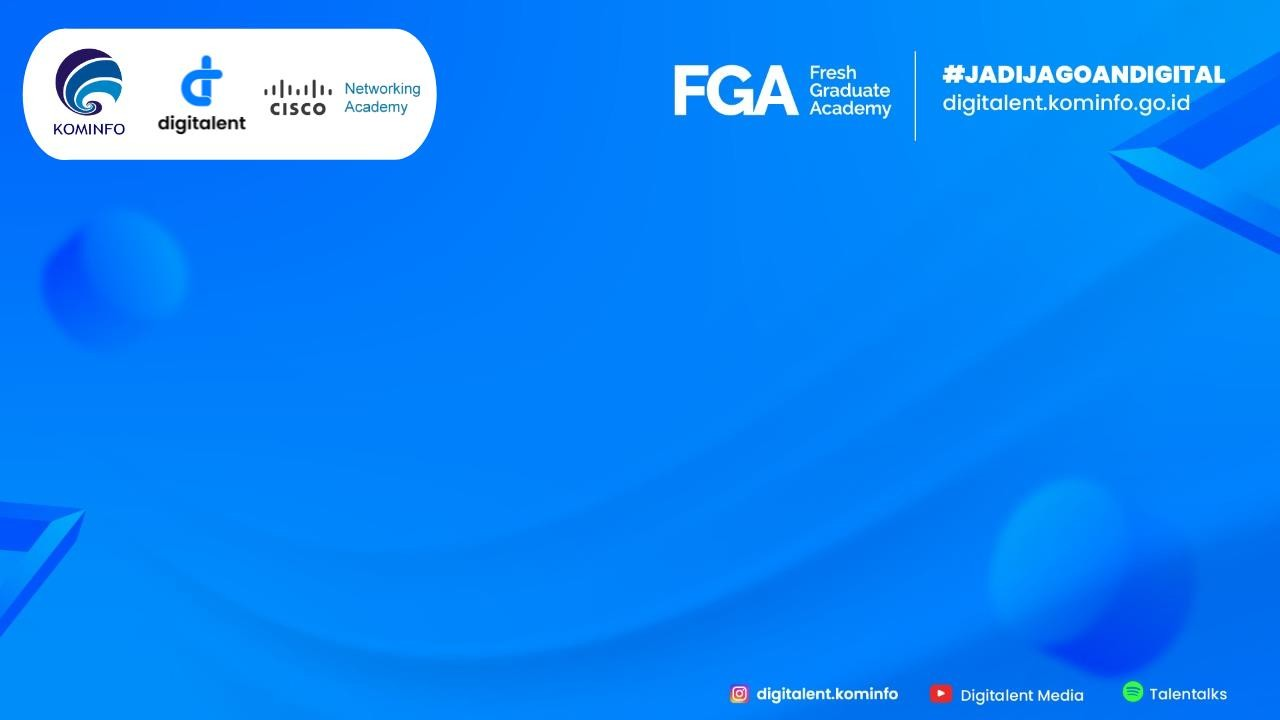 KOMINFO
digitalent
CISCO
Networking
Academy
FGA
Fresh
Graduate
Academy
#JADIJAGOANDIGITAL
digitalent.kominfo.go.id
digitalent.kominfo
Digitalent Media
Talentalks